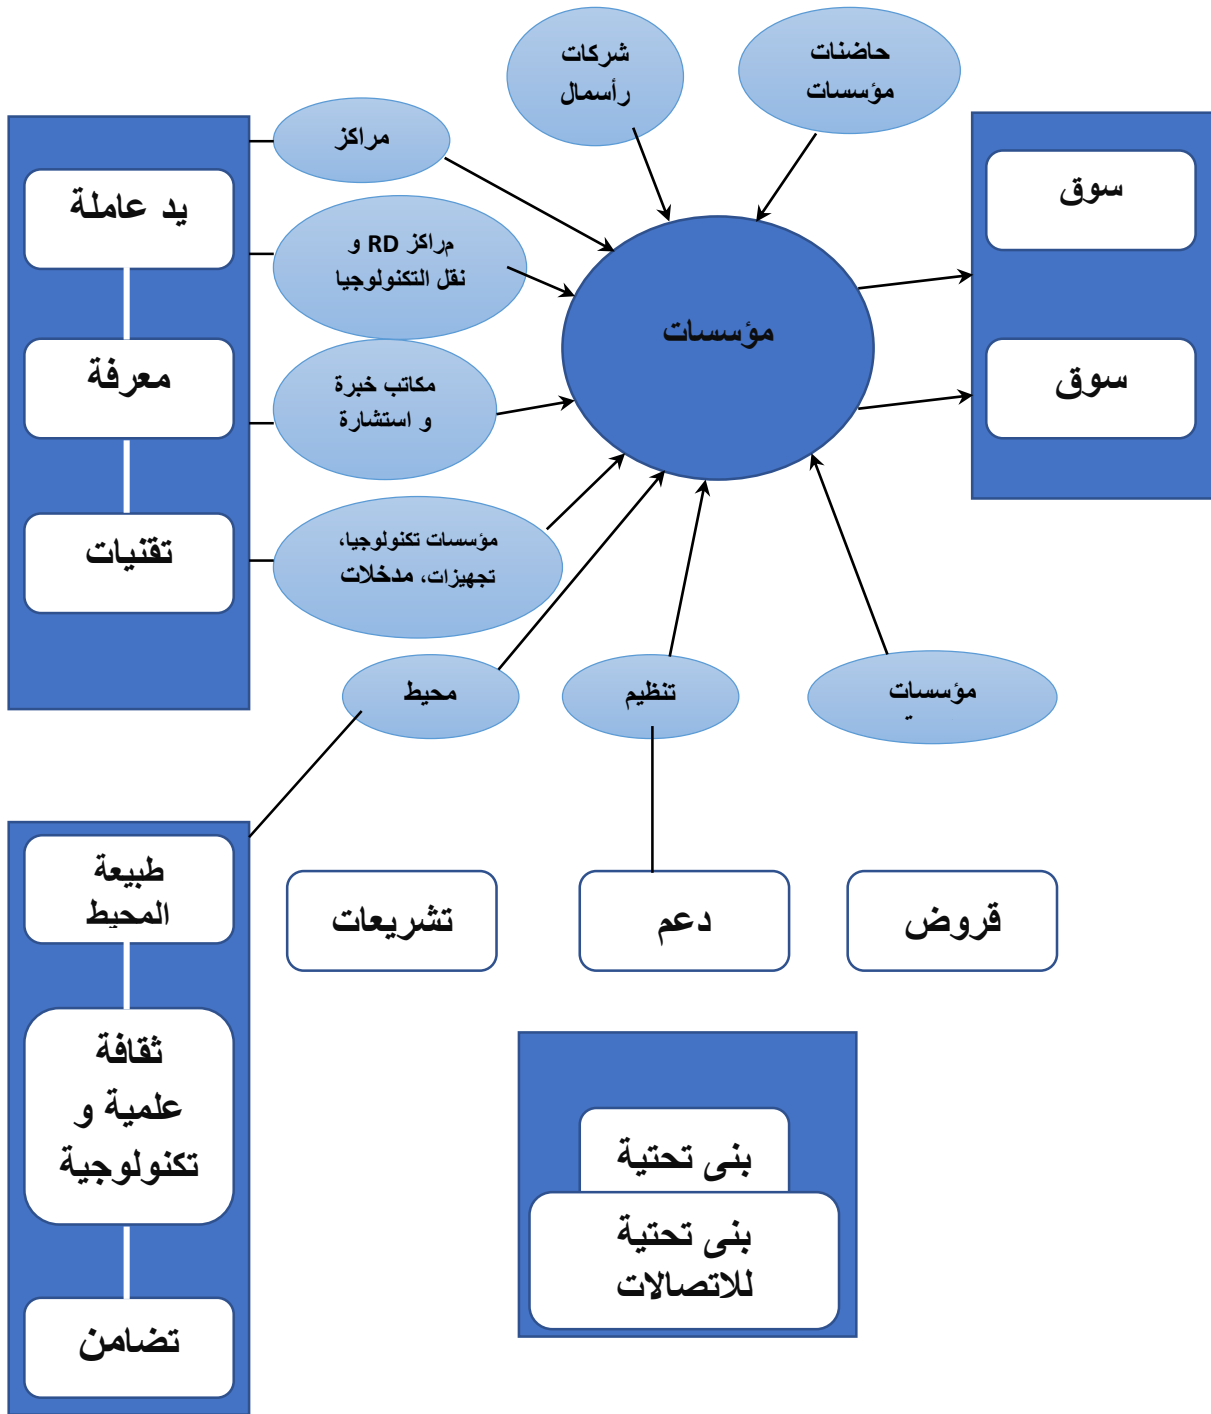 شركات
رأسمال
حاضنات
مؤسسات
مراكز
يد عاملة
سوق
مراكز RD و
نقل التكنولوجيا
مؤسسات
معرفة
مكاتب خبرة
و استشارة
سوق
تقنيات
مؤسسات تكنولوجيا،
تجهيزات، مدخلات
محيط
تنظيم
مؤسسات
طبيعة
المحيط
تشريعات
دعم
قروض
ثقافة
علمية و
تكنولوجية
بنى تحتية
بنى تحتية
للاتصالات
تضامن